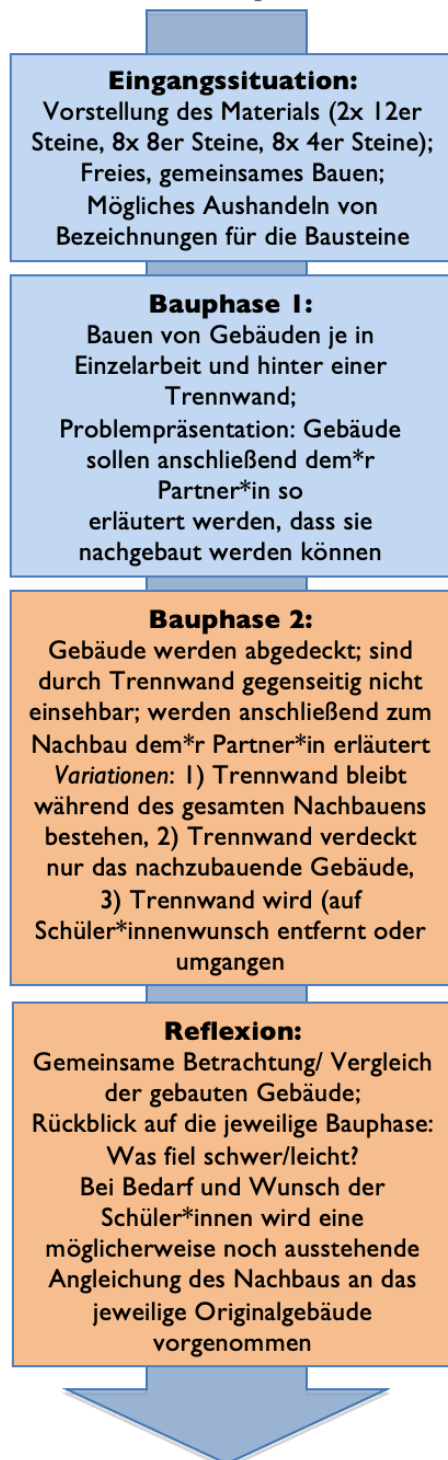 Eingangssituation:
Vorstellung des Materials (2x 12er
Steine, 8x 8er Steine, 8x 4er Steine);
Freies, gemeinsames Bauen;
Mögliches Aushandeln von
Bezeichnungen für die Bausteine
Bauphase 1:
Bauen von Gebäuden je in
Einzelarbeit und hinter einer
Trennwand;
Problempräsentation: Gebäude
sollen anschließend dem*r
Partner*in so
erläutert werden, dass sie
nachgebaut werden können
Bauphase 2:
Gebäude werden abgedeckt; sind
durch Trennwand gegenseitig nicht
einsehbar; werden anschließend zum
Nachbau dem*r Partner*in erläutert
Variationen: 1) Trennwand bleibt
während des gesamten Nachbauens
bestehen, 2) Trennwand verdeckt
nur das nachzubauende Gebäude,
3) Trennwand wird (auf
Schüler*innenwunsch entfernt oder
umgangen
Reflexion:
Gemeinsame Betrachtung/ Vergleich
der gebauten Gebäude;
Rückblick auf die jeweilige Bauphase:
Was fiel schwer/leicht?
Bei Bedarf und Wunsch der
Schüler*innen wird eine
möglicherweise noch ausstehende
Angleichung des Nachbaus an das
jeweilige Originalgebäude
vorgenommen